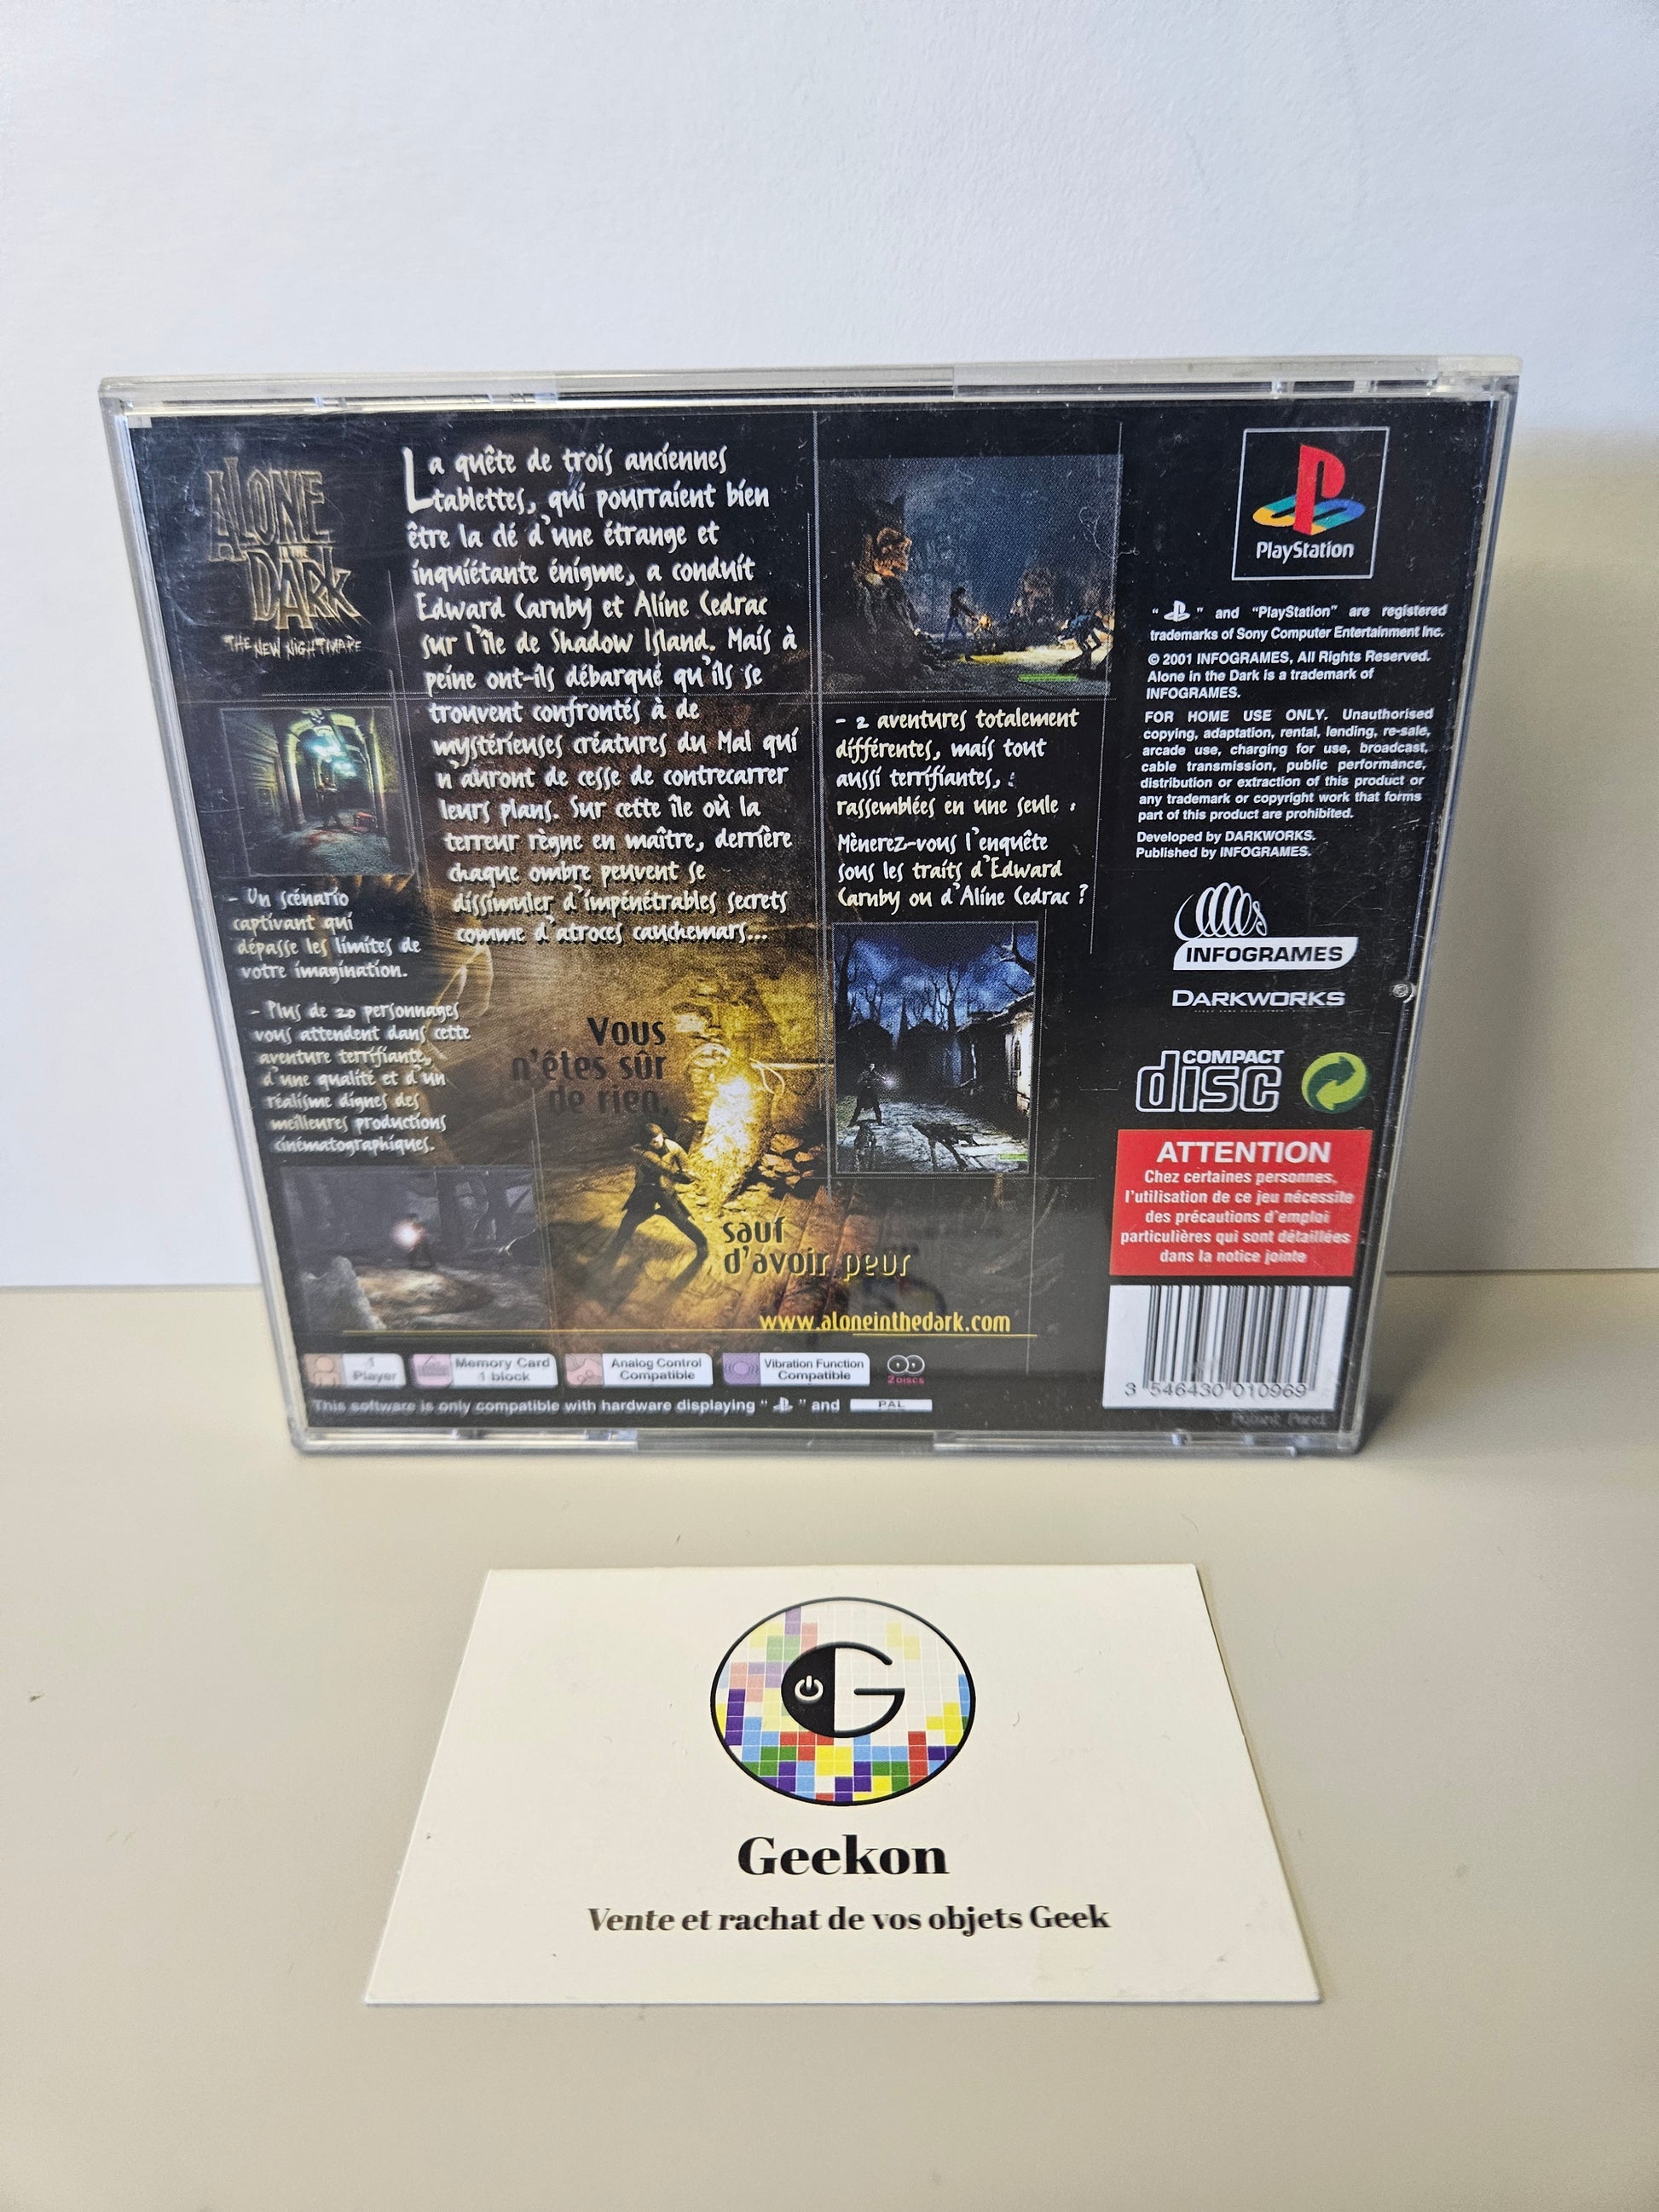 ALONE
IN THE
DARK
THE NEW NIGHTMARE
La quête de trois anciennes
tablettes, qui pourraient bien
être la clé d'une étrange et
inquiétante énigme, a conduit
Edward Carnby et Aline Cedrac
sur l'île de Shadow Island. Mais à
peine ont-ils débarqué qu'ils se
trouvent confrontés à de
mystérieuses créatures du Mal qui
n'auront de cesse de contrecarrer
leurs plans. Sur cette île où la
terreur règne en maître, derrière
chaque ombre peuvent se
dissimuler d'impénétrables secrets
comme d'atroces cauchemars...
- Un scénario
captivant qui
dépasse les limites de
votre imagination.
- Plus de 20 personnages
vous attendent dans cette
aventure terrifiante,
d'une qualité et d'un
réalisme dignes des
meilleures productions
cinématographiques.
Vous
n'êtes sûr
de rien,
sauf
d'avoir peur
www.aloneinthedark.com
- 2 aventures totalement
différentes, mais tout
aussi terrifiantes, :
rassemblées en une seule :
Mènerez-vous l'enquête
sous les traits d'Edward
Carnby ou d'Aline Cedrac ?
PlayStation
" " and "PlayStation" are registered
trademarks of Sony Computer Entertainment Inc.
© 2001 INFOGRAMES, All Rights Reserved.
Alone in the Dark is a trademark of
INFOGRAMES.
FOR HOME USE ONLY. Unauthorised
copying, adaptation, rental, lending, re-sale,
arcade use, charging for use, broadcast,
cable transmission, public performance,
distribution or extraction of this product or
any trademark or copyright work that forms
part of this product are prohibited.
Developed by DARKWORKS.
Published by INFOGRAMES.
INFOGRAMES
DARKWORKS
COMPACT
disc
ATTENTION
Chez certaines personnes,
l'utilisation de ce jeu nécessite
des précautions d'emploi
particulières qui sont détaillées
dans la notice jointe
3 546430 010969
Patent Pend.
1
Player
Memory Card
1 block
Analog Control
Compatible
Vibration Function
Compatible
2 DISCS
This software is only compatible with hardware displaying " " and PAL
G
Geekon
Vente et rachat de vos objets Geek